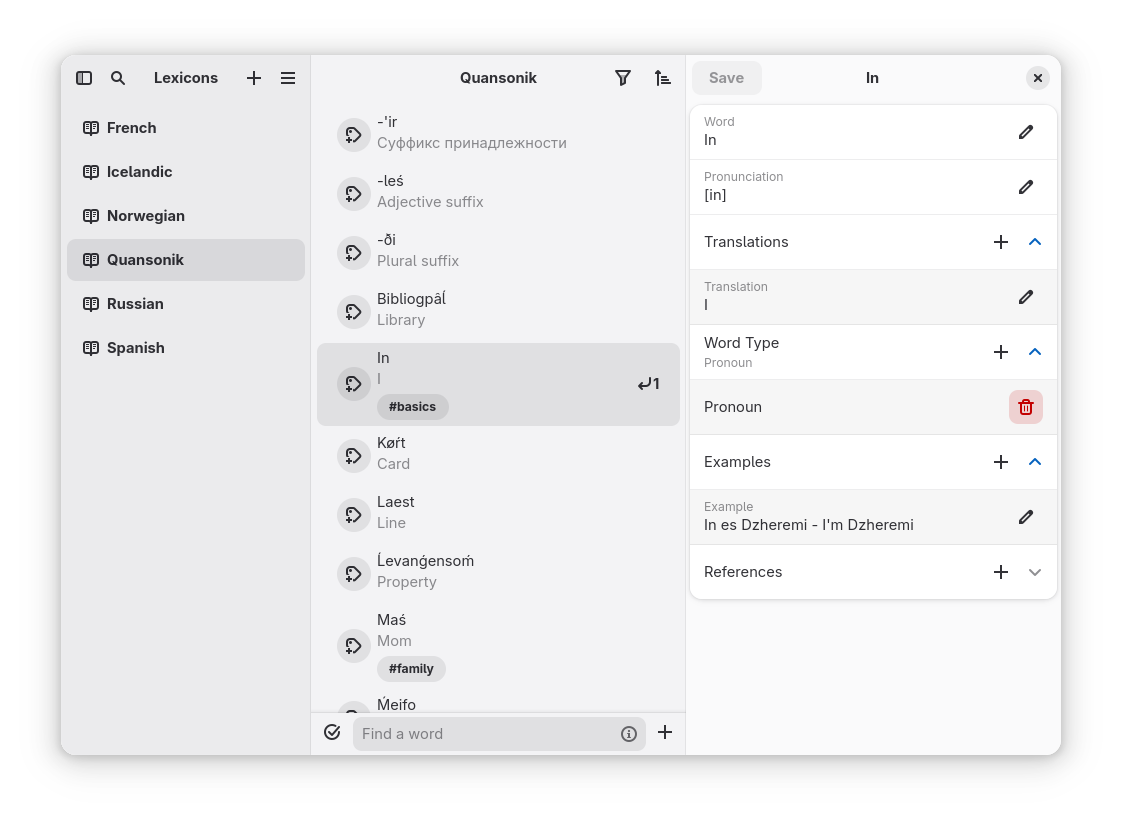 Lexicons
French
Icelandic
Norwegian
Quansonik
Russian
Spanish
Quansonik
-'ir
Суффикс принадлежности
-leś
Adjective suffix
-ði
Plural suffix
Bibliogpāĺ
Library
In
I
#basics
1
Køŕt
Card
Laest
Line
Ĺevanǵensoḿ
Property
Maś
Mom
#family
Ḿeifo
Find a word
Save
In
Word
In
Pronunciation
[in]
Translations
Translation
I
Word Type
Pronoun
Pronoun
Examples
Example
In es Dzheremi - I'm Dzheremi
References